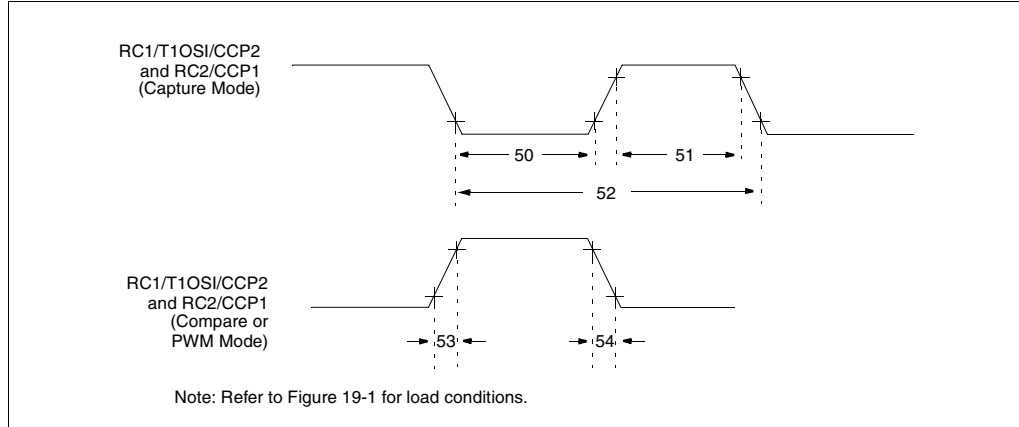 RC1/T1OSI/CCP2
and RC2/CCP1
(Capture Mode)
50
51
52
RC1/T1OSI/CCP2
and RC2/CCP1
(Compare or
PWM Mode)
53
54
Note: Refer to Figure 19-1 for load conditions.